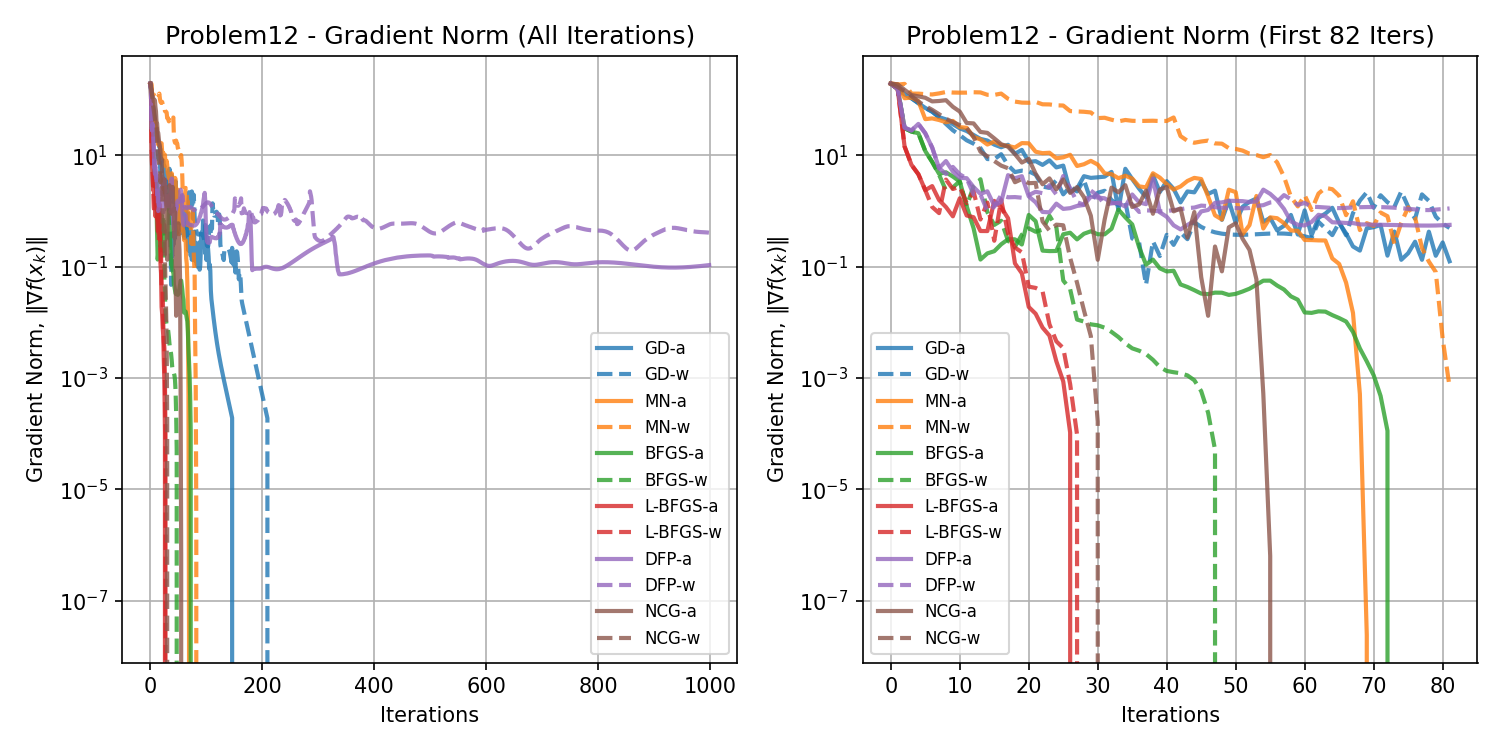 Problem12 - Gradient Norm (All Iterations)
Gradient Norm, ‖∇f(x_k)‖
10^1
10^-1
10^-3
10^-5
10^-7
0 200 400 600 800 1000
Iterations
GD-a
GD-w
MN-a
MN-w
BFGS-a
BFGS-w
L-BFGS-a
L-BFGS-w
DFP-a
DFP-w
NCG-a
NCG-w
Problem12 - Gradient Norm (First 82 Iters)
Gradient Norm, ‖∇f(x_k)‖
10^1
10^-1
10^-3
10^-5
10^-7
0 10 20 30 40 50 60 70 80
Iterations
GD-a
GD-w
MN-a
MN-w
BFGS-a
BFGS-w
L-BFGS-a
L-BFGS-w
DFP-a
DFP-w
NCG-a
NCG-w